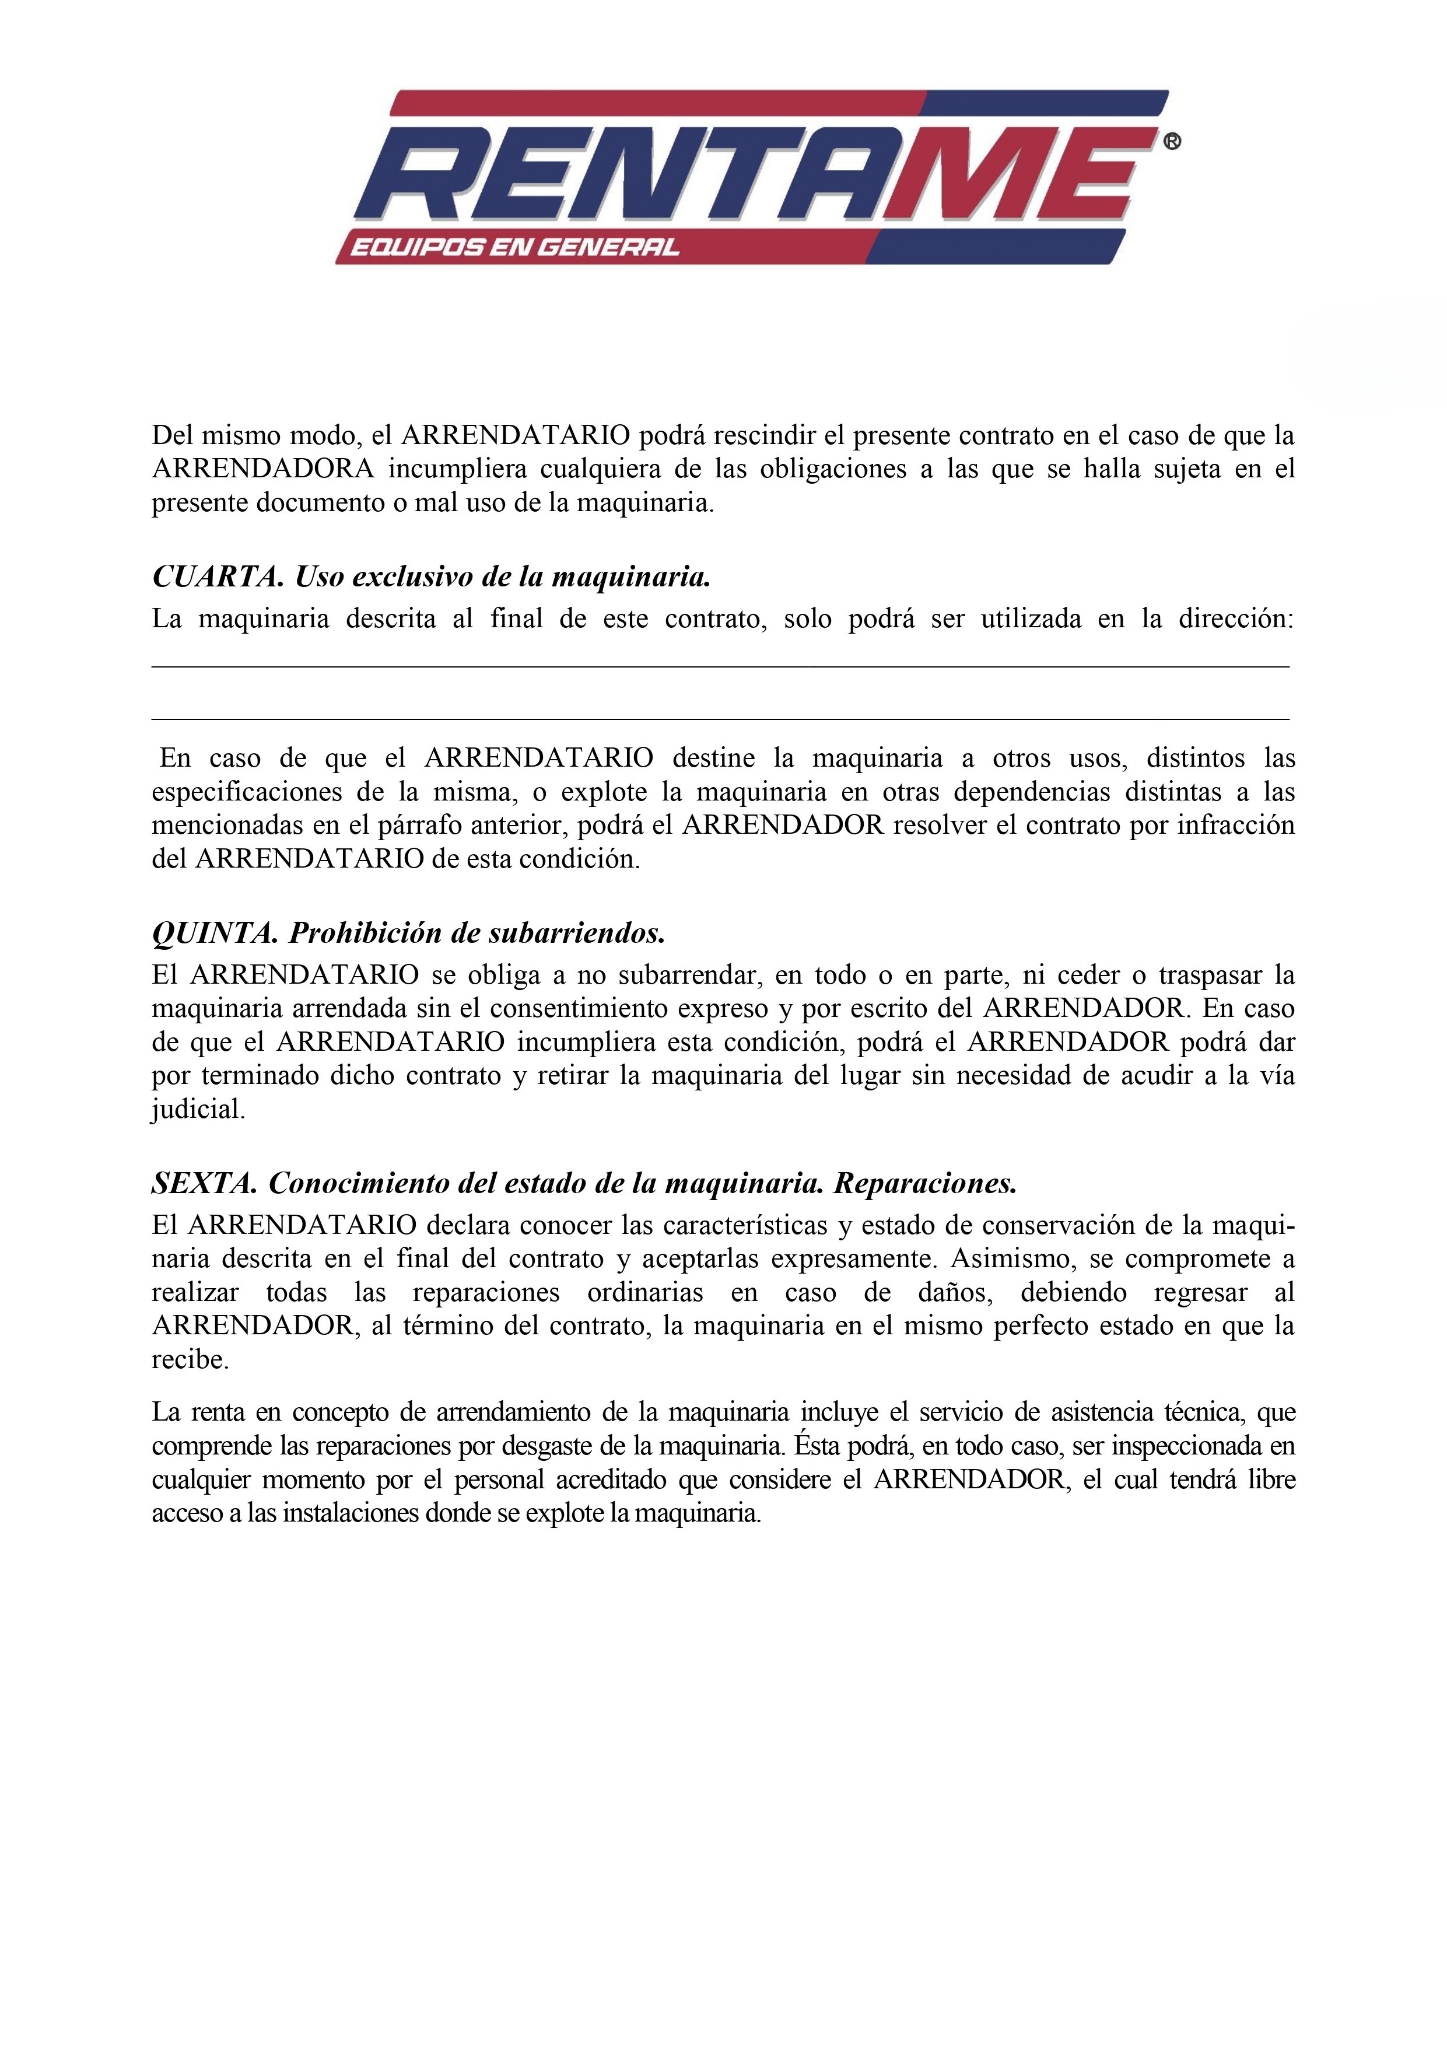 RENTAME®
EQUIPOS EN GENERAL
Del mismo modo, el ARRENDATARIO podrá rescindir el presente contrato en el caso de que la
ARRENDADORA incumpliera cualquiera de las obligaciones a las que se halla sujeta en el
presente documento o mal uso de la maquinaria.
CUARTA. Uso exclusivo de la maquinaria.
La maquinaria descrita al final de este contrato, solo podrá ser utilizada en la dirección:
En caso de que el ARRENDATARIO destine la maquinaria a otros usos, distintos las
especificaciones de la misma, o explote la maquinaria en otras dependencias distintas a las
mencionadas en el párrafo anterior, podrá el ARRENDADOR resolver el contrato por infracción
del ARRENDATARIO de esta condición.
QUINTA. Prohibición de subarriendos.
El ARRENDATARIO se obliga a no subarrendar, en todo o en parte, ni ceder o traspasar la
maquinaria arrendada sin el consentimiento expreso y por escrito del ARRENDADOR. En caso
de que el ARRENDATARIO incumpliera esta condición, podrá el ARRENDADOR podrá dar
por terminado dicho contrato y retirar la maquinaria del lugar sin necesidad de acudir a la vía
judicial.
SEXTA. Conocimiento del estado de la maquinaria. Reparaciones.
El ARRENDATARIO declara conocer las características y estado de conservación de la maqui-
naria descrita en el final del contrato y aceptarlas expresamente. Asimismo, se compromete a
realizar todas las reparaciones ordinarias en caso de daños, debiendo regresar al
ARRENDADOR, al término del contrato, la maquinaria en el mismo perfecto estado en que la
recibe.
La renta en concepto de arrendamiento de la maquinaria incluye el servicio de asistencia técnica, que
comprende las reparaciones por desgaste de la maquinaria. Ésta podrá, en todo caso, ser inspeccionada en
cualquier momento por el personal acreditado que considere el ARRENDADOR, el cual tendrá libre
acceso a las instalaciones donde se explote la maquinaria.